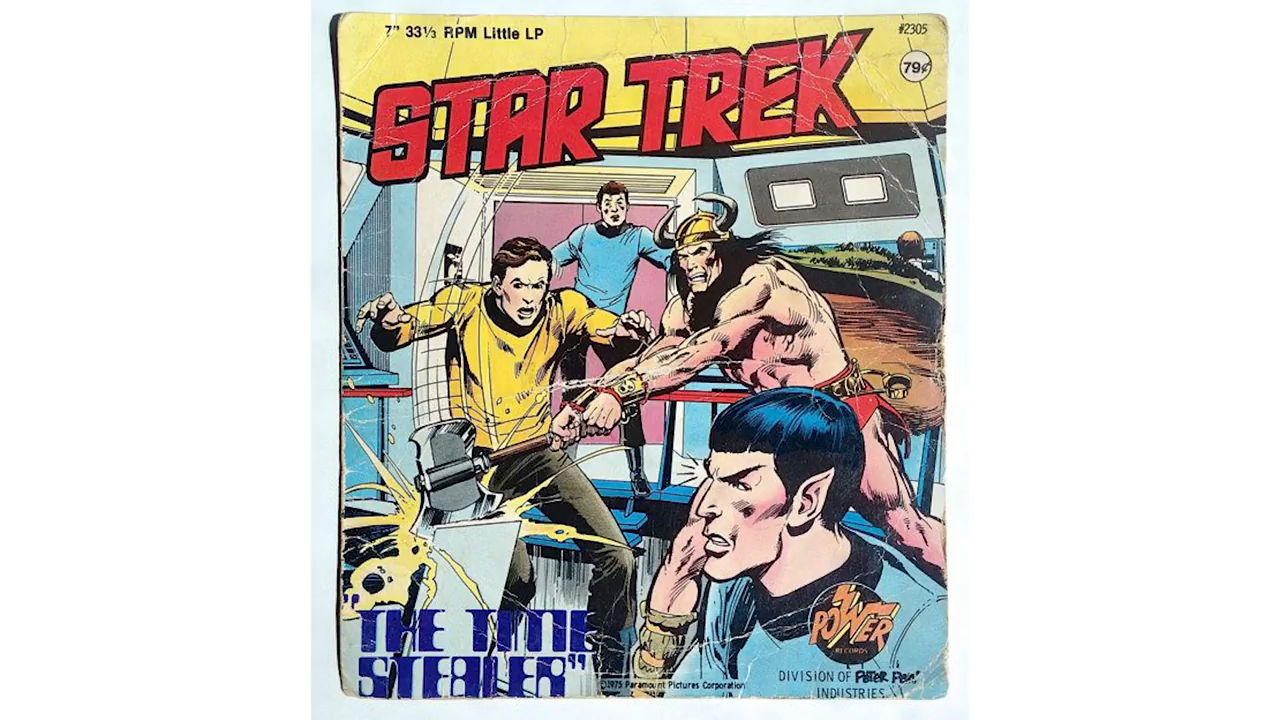 7" 33⅓ RPM Little LP
#2305
79¢
STAR TREK
"THE TIME
STEALER"
POWER
RECORDS
©1975 Paramount Pictures Corporation
DIVISION OF PETER PAN
INDUSTRIES